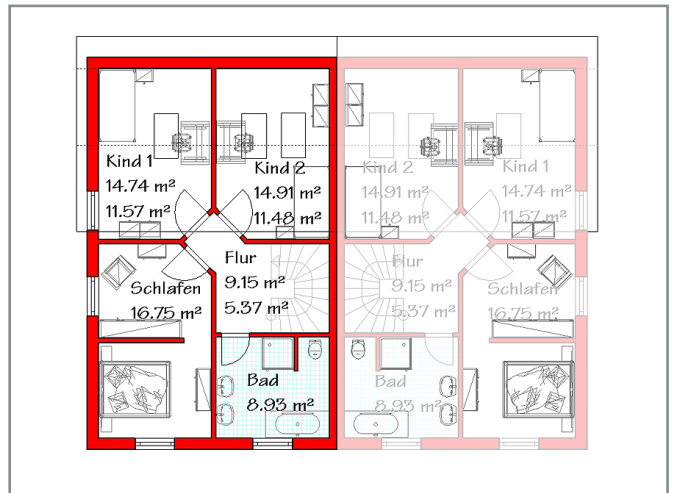 Kind 1
14.74 m²
11.57 m²
Kind 2
14.91 m²
11.48 m²
Kind 2
14.91 m²
11.48 m²
Kind 1
14.74 m²
11.57 m²
Flur
9.15 m²
5.37 m²
Schlafen
16.75 m²
Flur
9.15 m²
5.37 m²
Schlafen
16.75 m²
Bad
8.93 m²
Bad
8.93 m²